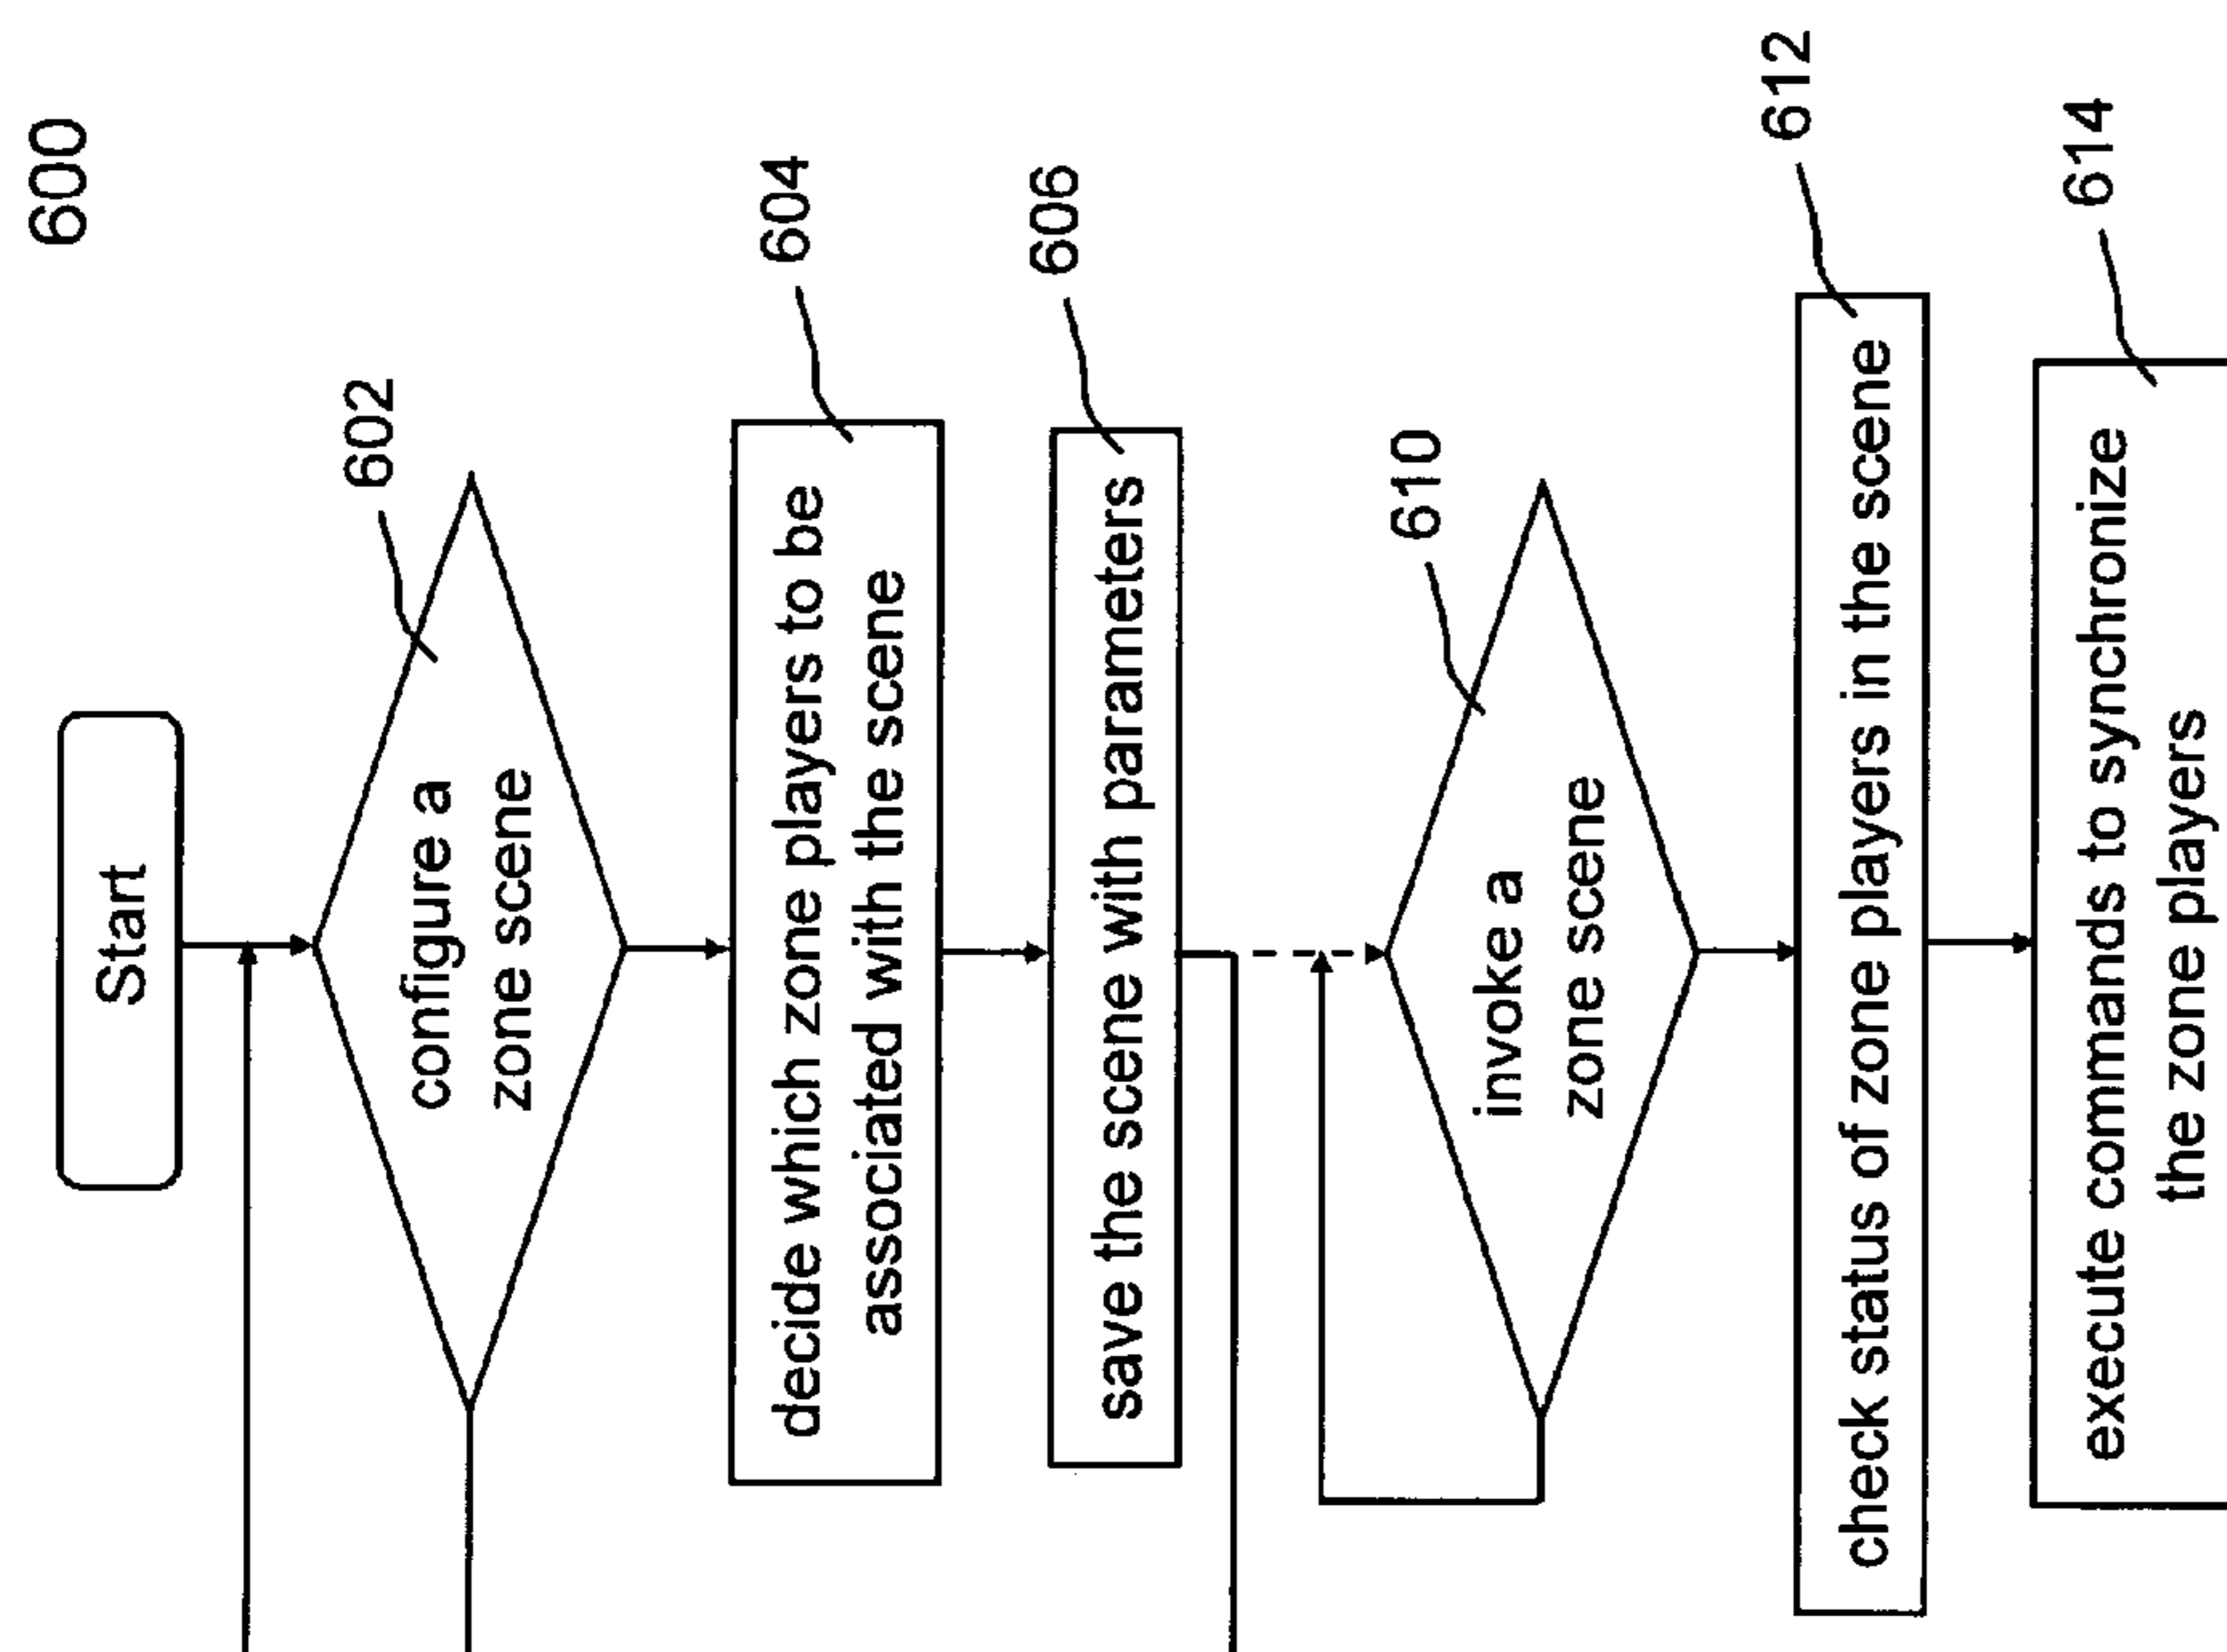 600
Start
602
configure a
zone scene
604
decide which zone players to be
associated with the scene
606
save the scene with parameters
610
invoke a
zone scene
612
check status of zone players in the scene
614
execute commands to synchronize
the zone players